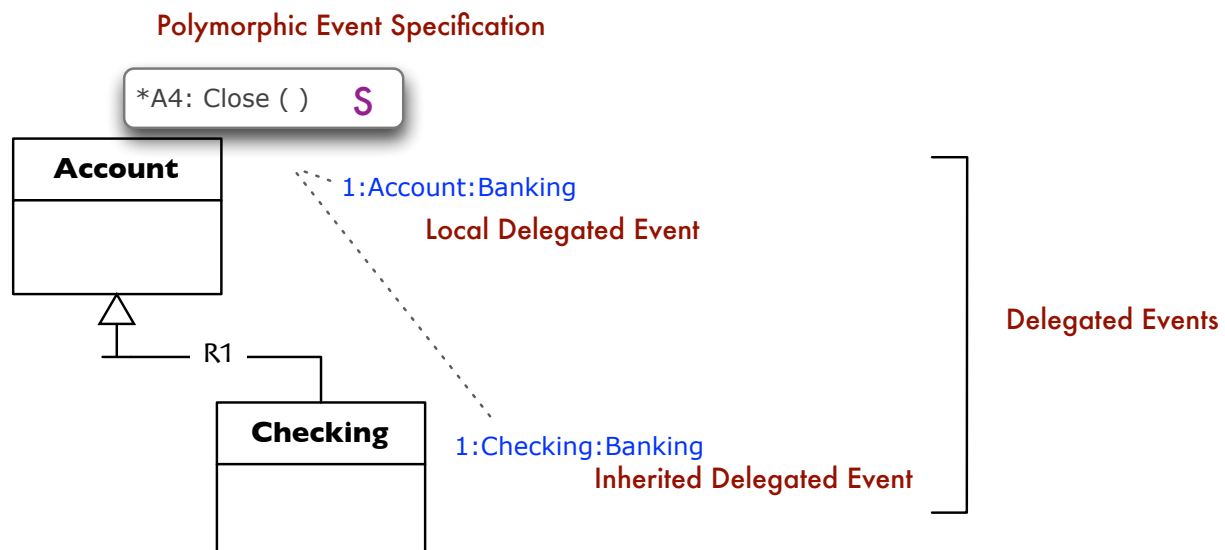 Polymorphic Event Specification
*A4: Close ( ) S
Account
1:Account:Banking
Local Delegated Event
Delegated Events
R1
Checking
1:Checking:Banking
Inherited Delegated Event